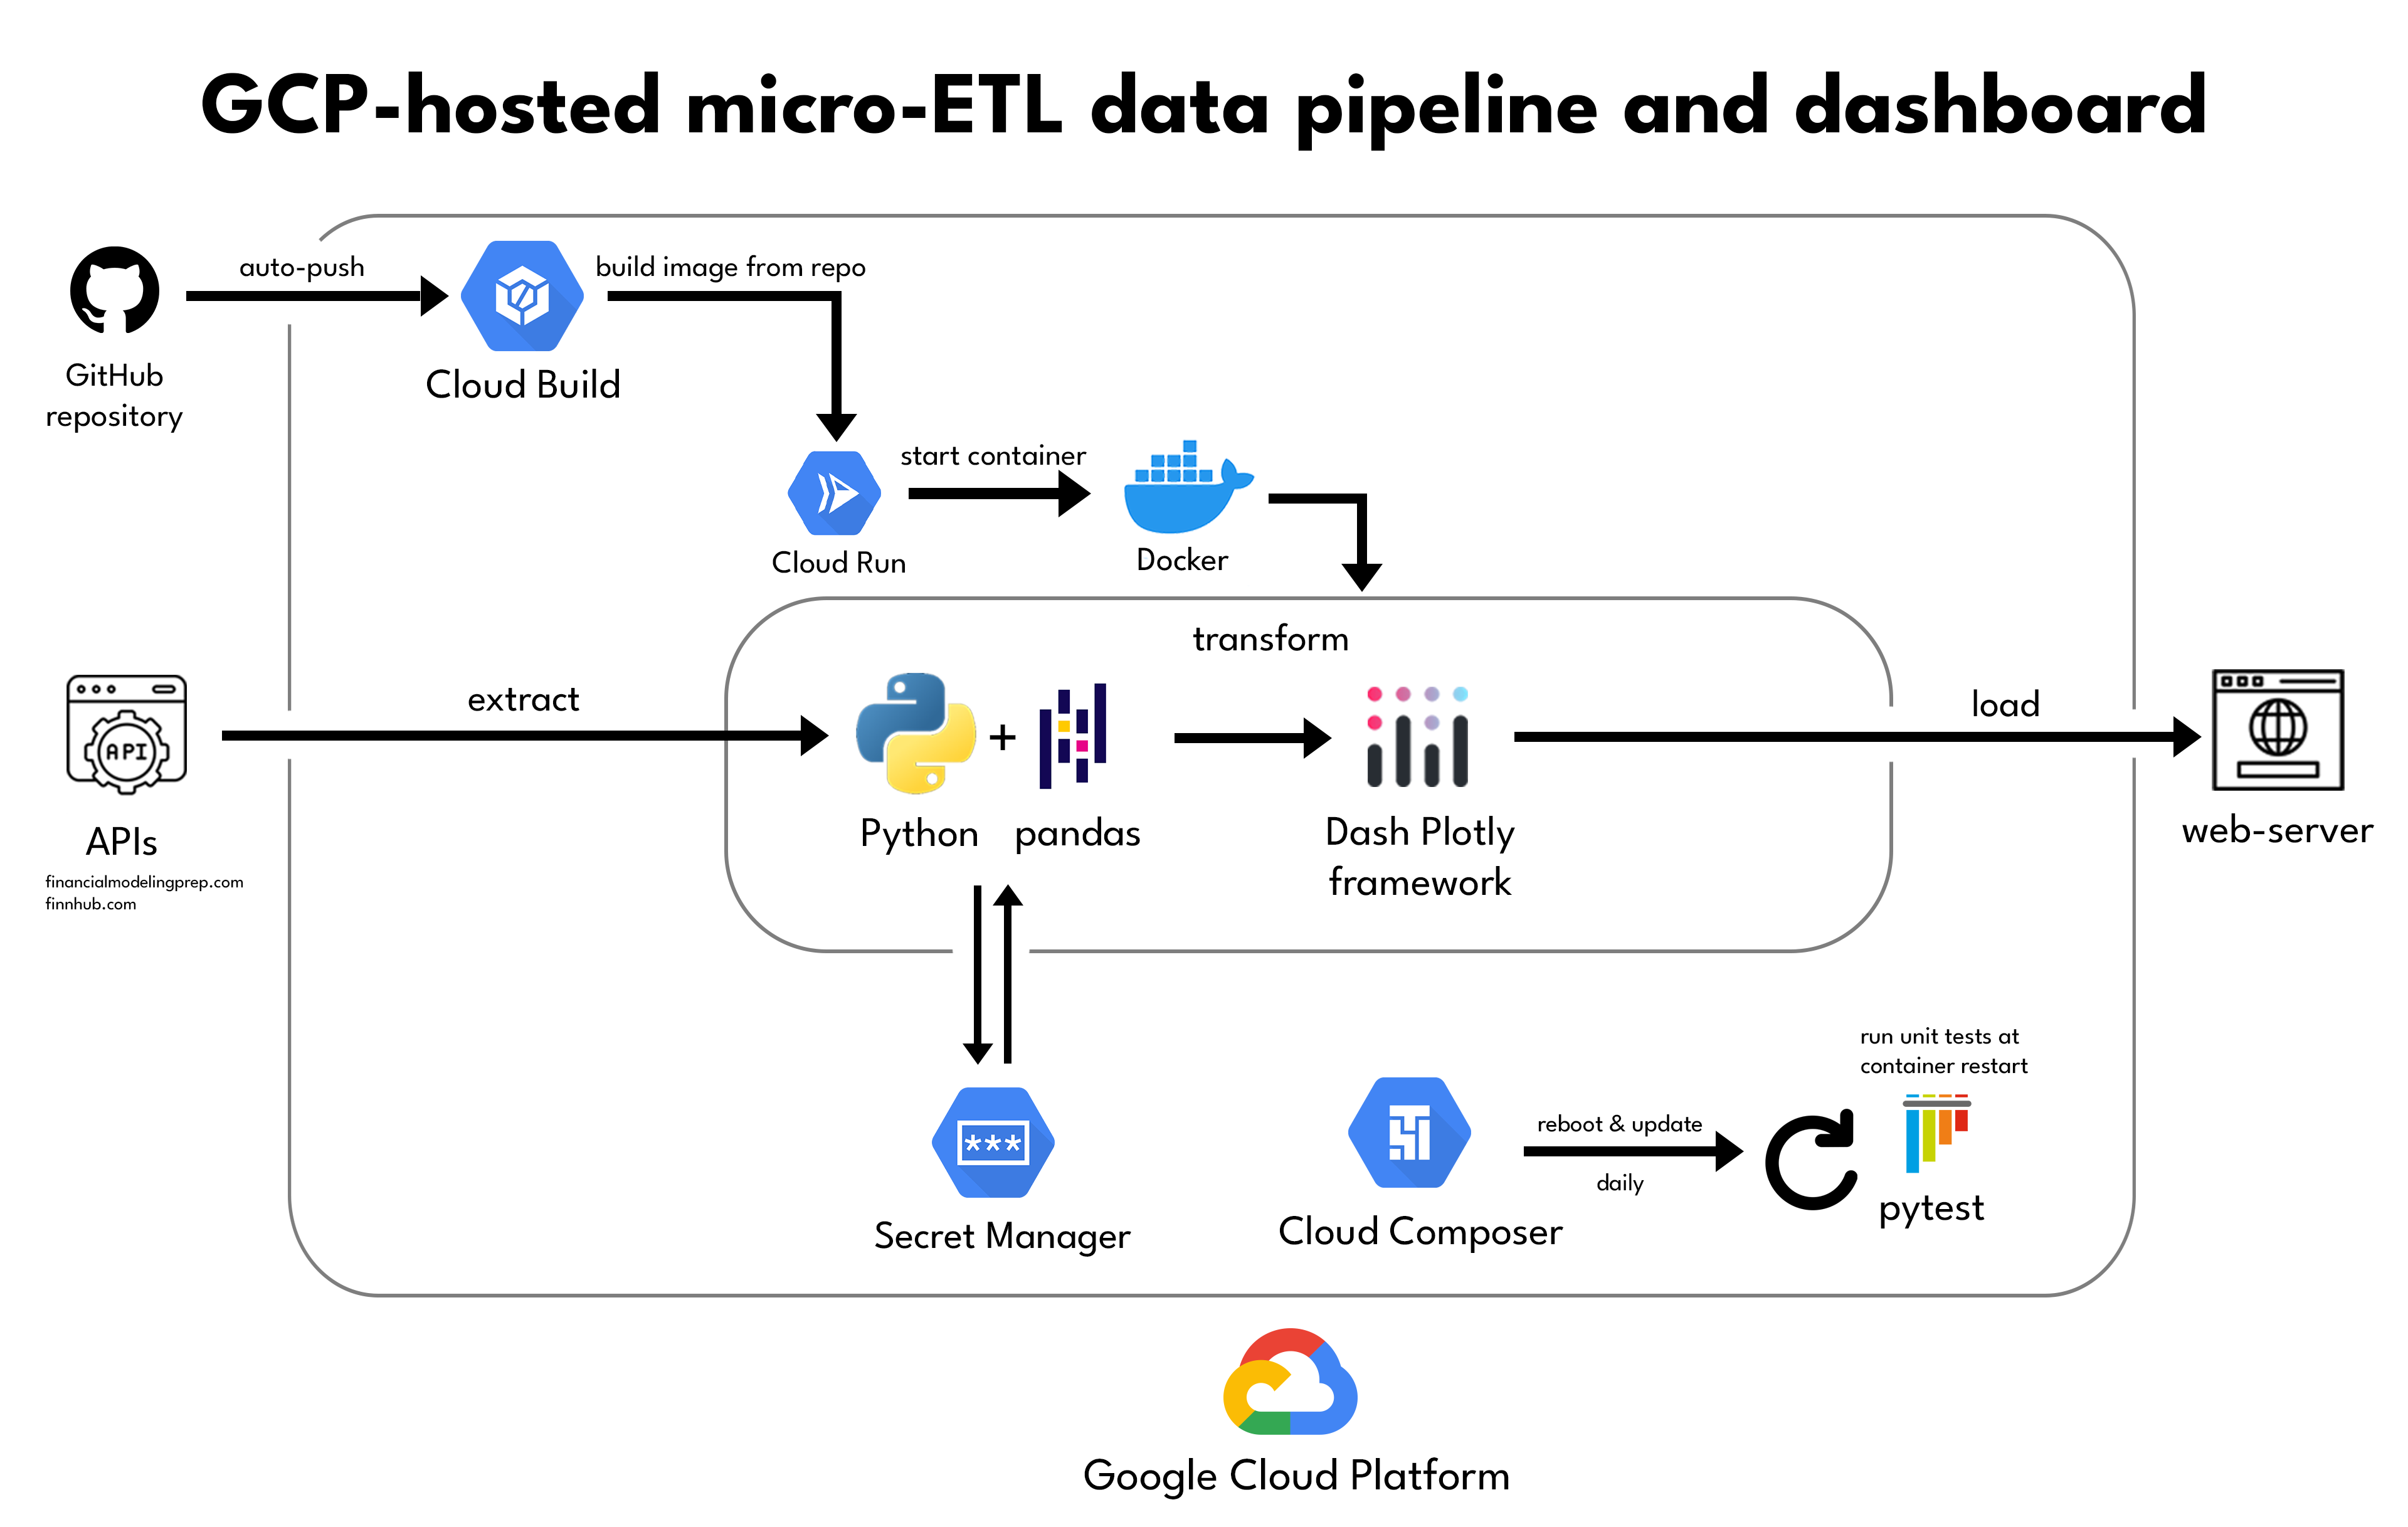 GCP-hosted micro-ETL data pipeline and dashboard
auto-push
build image from repo
GitHub
repository
Cloud Build
start container
Cloud Run
Docker
transform
extract
load
API
+
Python
pandas
Dash Plotly
framework
APIs
financialmodelingprep.com
finnhub.com
web-server
run unit tests at
container restart
reboot & update
daily
***
pytest
Secret Manager
Cloud Composer
Google Cloud Platform